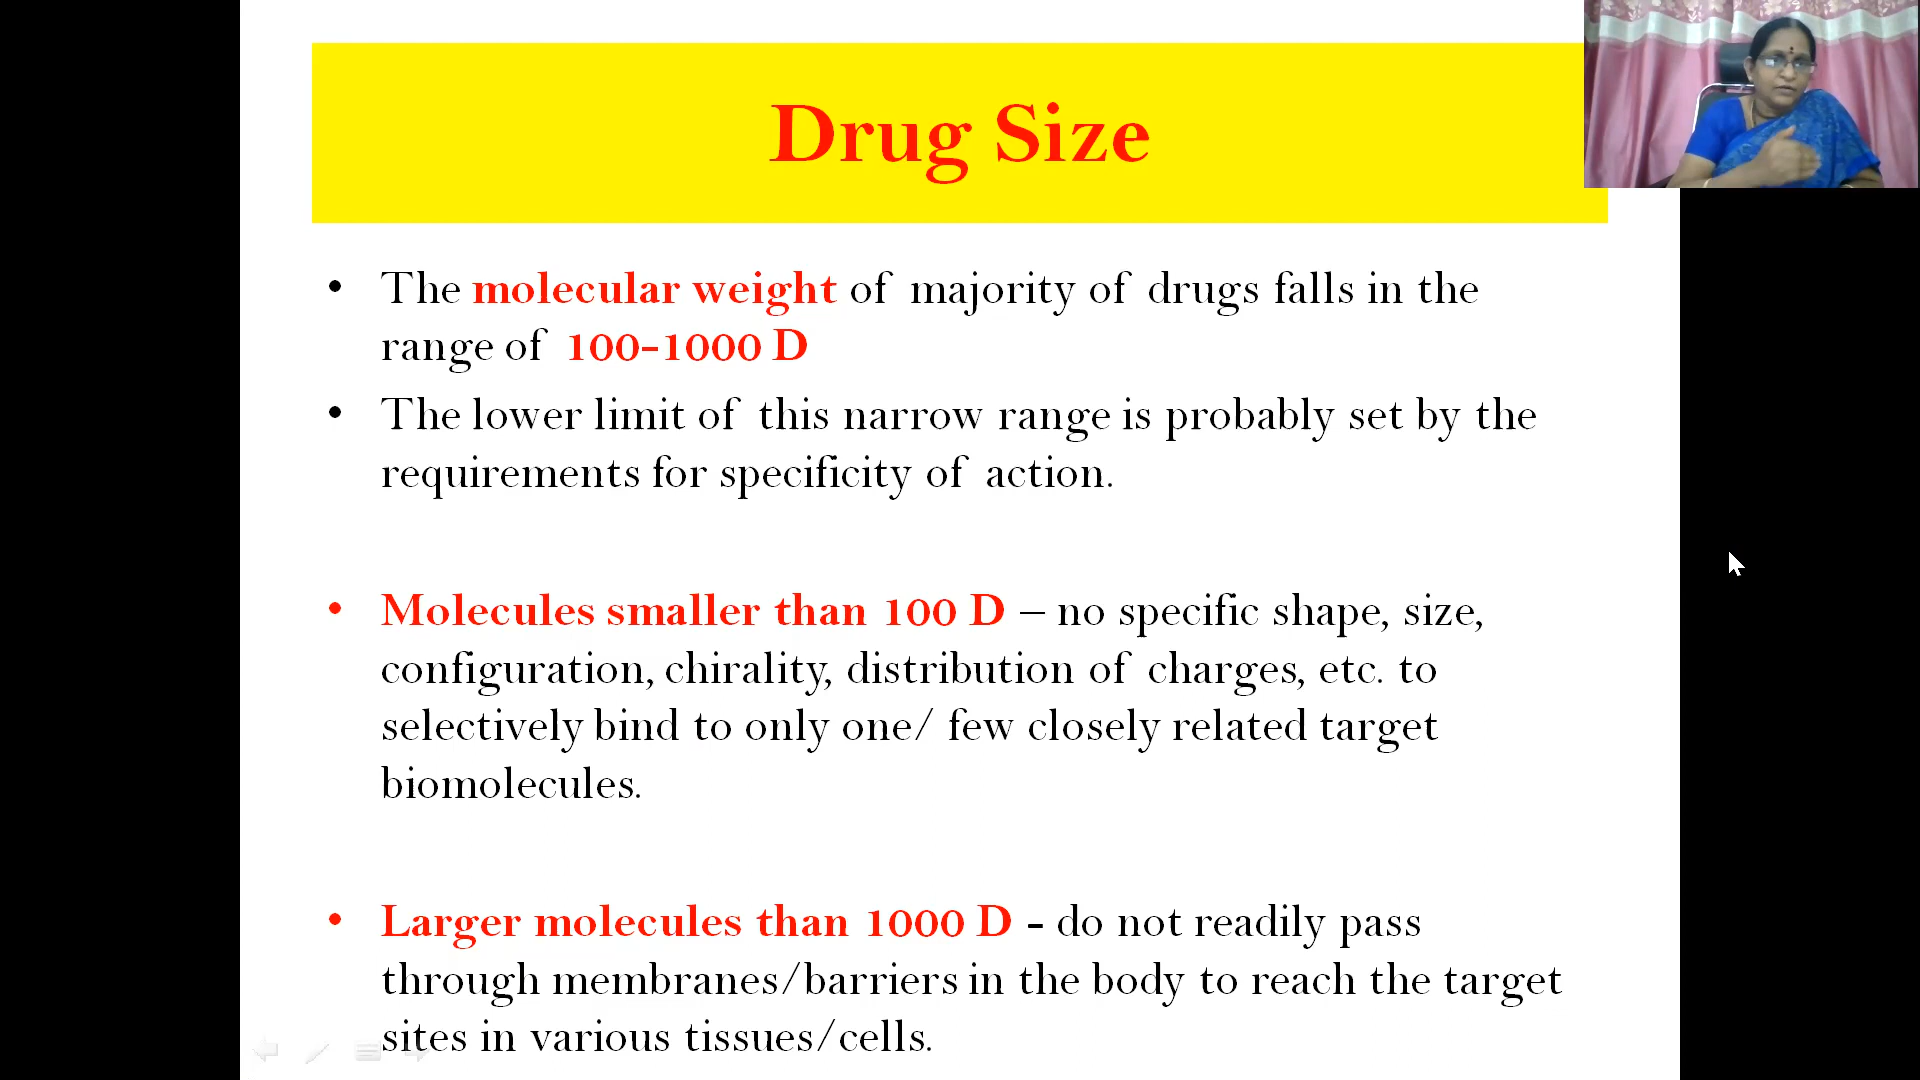 Drug Size
• The molecular weight of majority of drugs falls in the
range of 100-1000 D
• The lower limit of this narrow range is probably set by the
requirements for specificity of action.
• Molecules smaller than 100 D – no specific shape, size,
configuration, chirality, distribution of charges, etc. to
selectively bind to only one/ few closely related target
biomolecules.
• Larger molecules than 1000 D - do not readily pass
through membranes/barriers in the body to reach the target
sites in various tissues/cells.